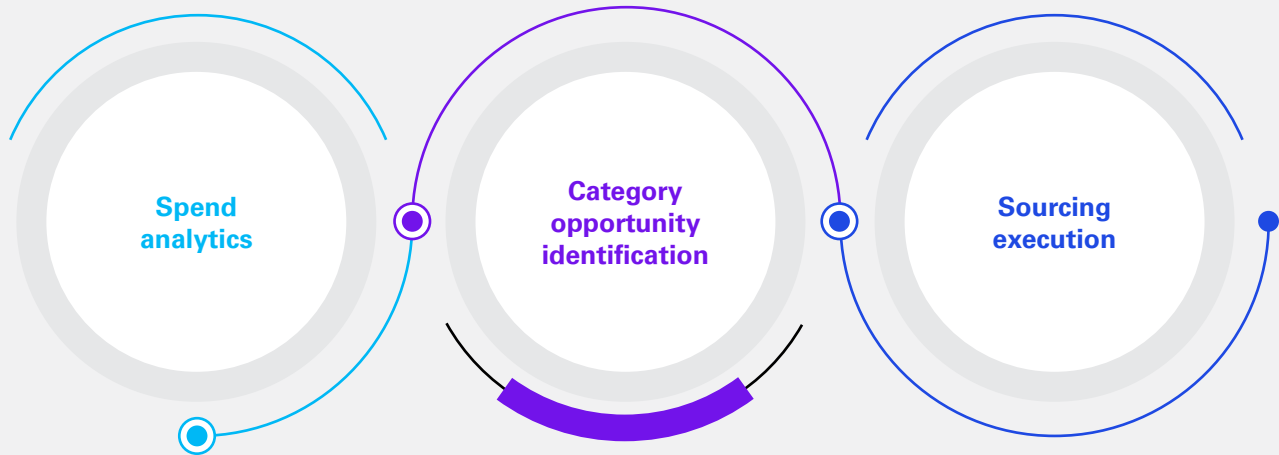 Spend
analytics
Category
opportunity
identification
Sourcing
execution